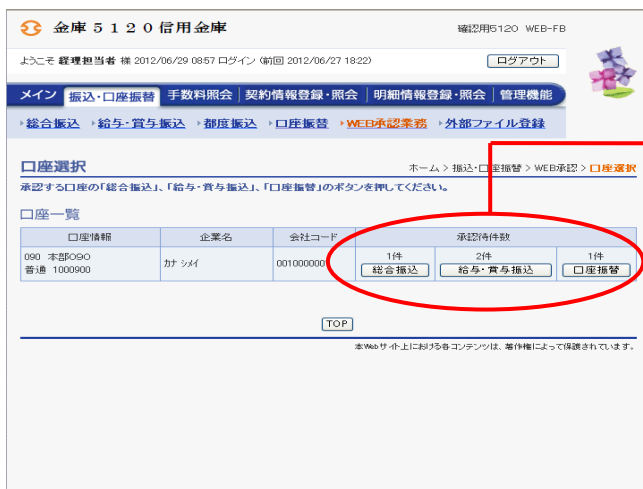 金庫５１２０信用金庫
確認用5120 WEB-FB
ようこそ 経理担当者 様 2012/06/29 08:57 ログイン (前回 2012/06/27 18:22)
ログアウト
メイン 振込・口座振替 手数料照会 契約情報登録・照会 明細情報登録・照会 管理機能
総合振込 給与・賞与振込 都度振込 口座振替 WEB承認業務 外部ファイル登録
口座選択
ホーム > 振込・口座振替 > WEB承認 > 口座選択
承認する口座の「総合振込」、「給与・賞与振込」、「口座振替」のボタンを押してください。
口座一覧
口座情報 企業名 会社コード 承認待件数
090 本部090 カナ シメイ 1件 2件 1件
普通 1000900 総合振込 給与・賞与振込 口座振替
TOP
本Webサイト上における各コンテンツは、著作権によって保護されています。